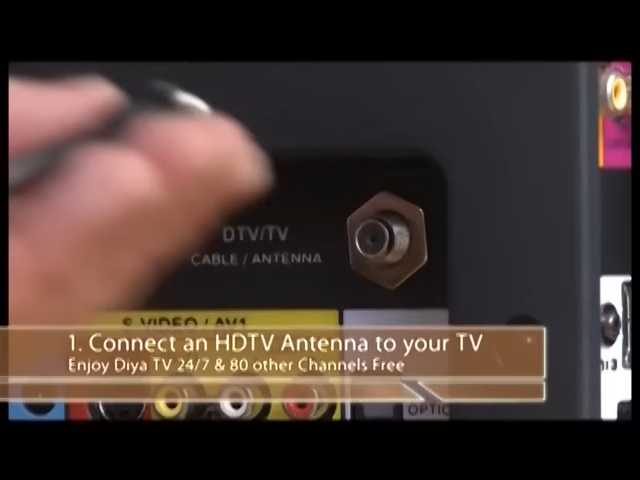 DTV/TV
CABLE / ANTENNA
S-VIDEO / AV1
1. Connect an HDTV Antenna to your TV
Enjoy Diya TV 24/7 & 80 other Channels Free